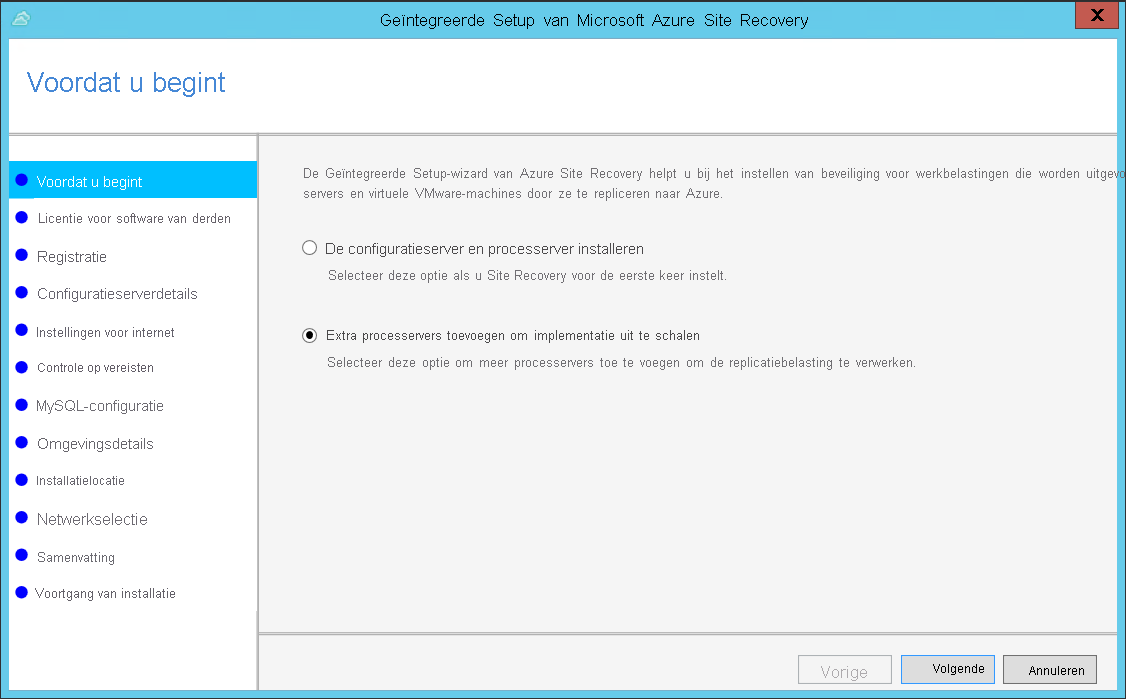 Geïntegreerde Setup van Microsoft Azure Site Recovery
X
Voordat u begint
Voordat u begint
Licentie voor software van derden
Registratie
Configuratieserverdetails
Instellingen voor internet
Controle op vereisten
MySQL-configuratie
Omgevingsdetails
Installatielocatie
Netwerkselectie
Samenvatting
Voortgang van installatie
De Geïntegreerde Setup-wizard van Azure Site Recovery helpt u bij het instellen van beveiliging voor werkbelastingen die worden uitgevo
servers en virtuele VMware-machines door ze te repliceren naar Azure.
De configuratieserver en processerver installeren
Selecteer deze optie als u Site Recovery voor de eerste keer instelt.
Extra processervers toevoegen om implementatie uit te schalen
Selecteer deze optie om meer processervers toe te voegen om de replicatiebelasting te verwerken.
Vorige
Volgende
Annuleren